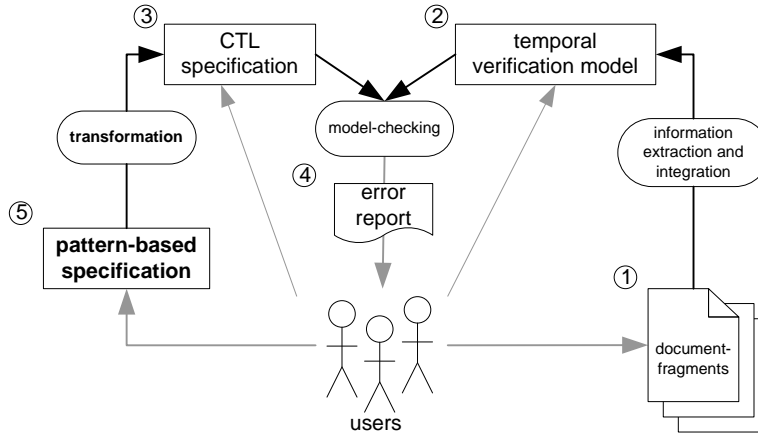 ③
CTL
specification
②
temporal
verification model
transformation
model-checking
information
extraction and
integration
④
error
report
⑤
pattern-based
specification
①
document-
fragments
users